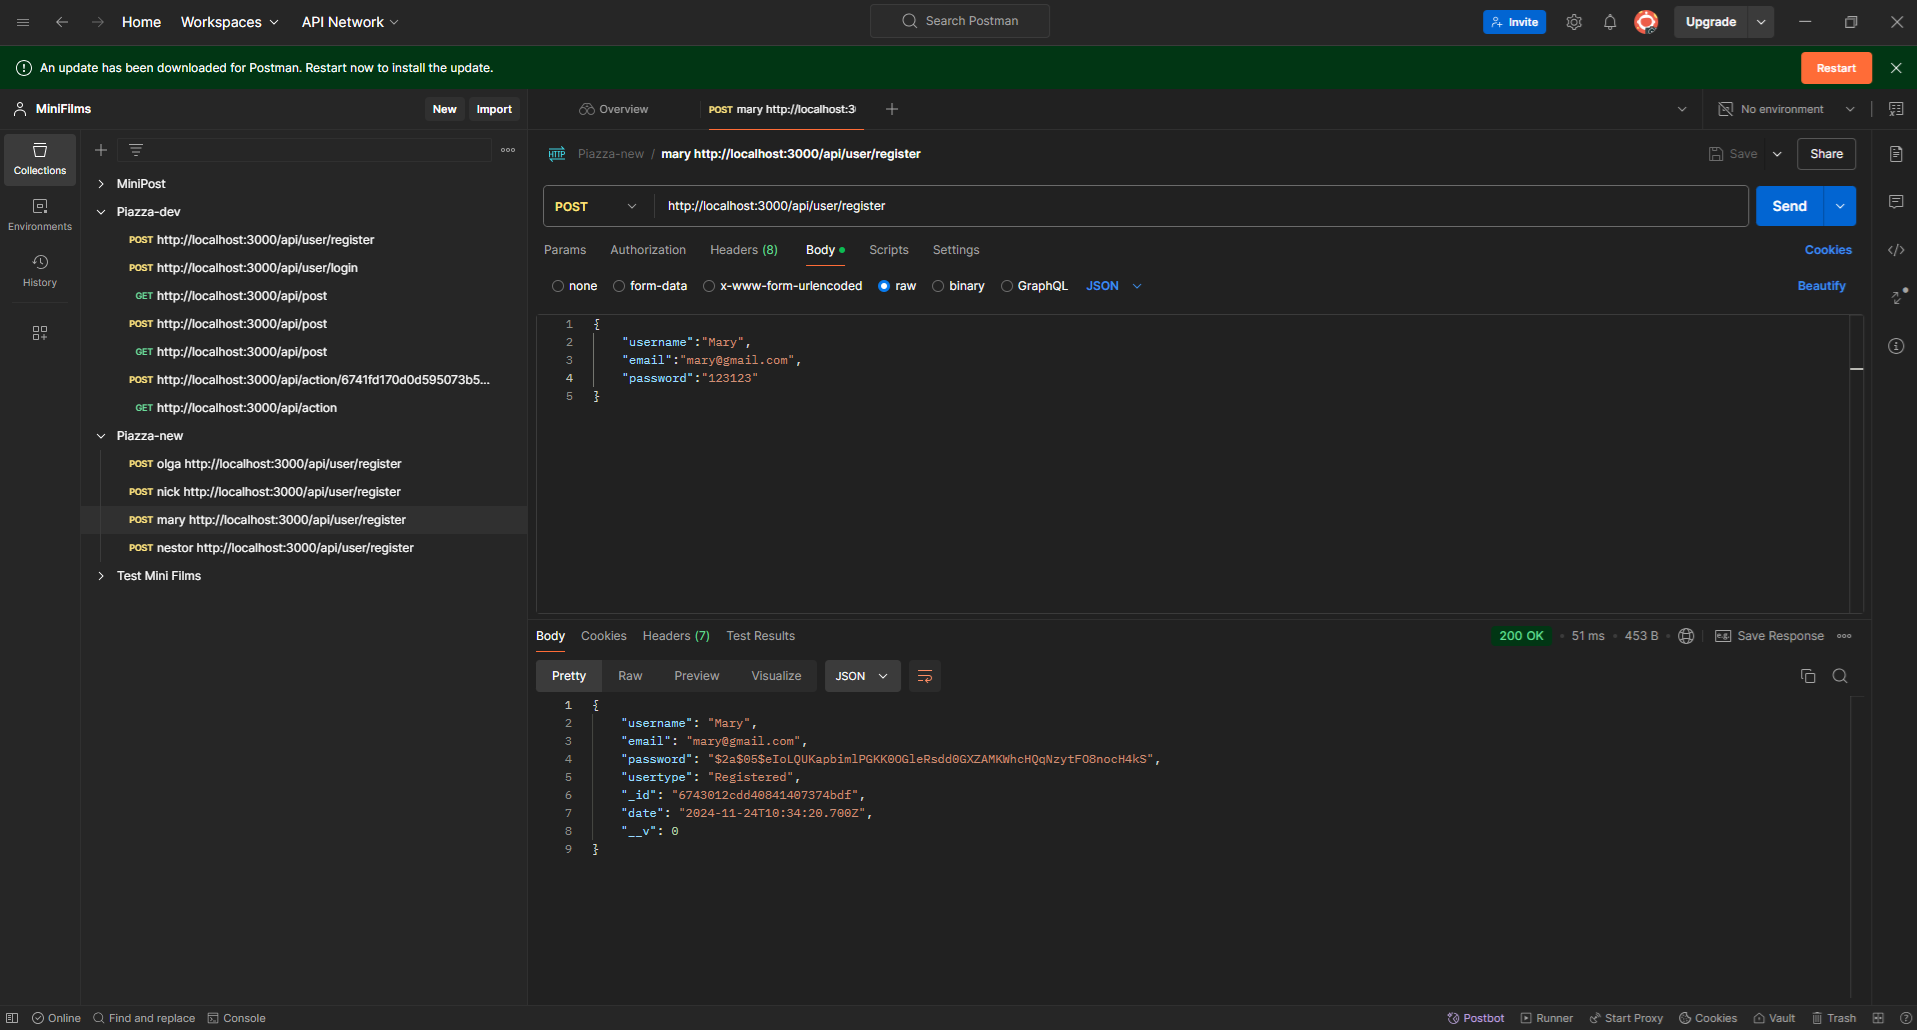 Home Workspaces API Network Search Postman Invite Upgrade
An update has been downloaded for Postman. Restart now to install the update. Restart
MiniFilms New Import
Overview POST mary http://localhost:3 No environment
Collections
Environments
History
MiniPost
Piazza-dev
POST http://localhost:3000/api/user/register
POST http://localhost:3000/api/user/login
GET http://localhost:3000/api/post
POST http://localhost:3000/api/post
GET http://localhost:3000/api/post
POST http://localhost:3000/api/action/6741fd170d0d595073b5...
GET http://localhost:3000/api/action
Piazza-new
POST olga http://localhost:3000/api/user/register
POST nick http://localhost:3000/api/user/register
POST mary http://localhost:3000/api/user/register
POST nestor http://localhost:3000/api/user/register
Test Mini Films
HTTP Piazza-new / mary http://localhost:3000/api/user/register Save Share
POST http://localhost:3000/api/user/register Send
Params Authorization Headers (8) Body Scripts Settings Cookies
none form-data x-www-form-urlencoded raw binary GraphQL JSON Beautify
1 {
2 "username":"Mary",
3 "email":"mary@gmail.com",
4 "password":"123123"
5 }
Body Cookies Headers (7) Test Results 200 OK 51 ms 453 B e.g. Save Response
Pretty Raw Preview Visualize JSON
1 {
2 "username": "Mary",
3 "email": "mary@gmail.com",
4 "password": "$2a$05$eIoLQUKapbimlPGKK0OGleRsdd0GXZAMKWhcHQqNzytFO8nocH4kS",
5 "usertype": "Registered",
6 "_id": "6743012cdd40841407374bdf",
7 "date": "2024-11-24T10:34:20.700Z",
8 "__v": 0
9 }
Online Find and replace Console Postbot Runner Start Proxy Cookies Vault Trash